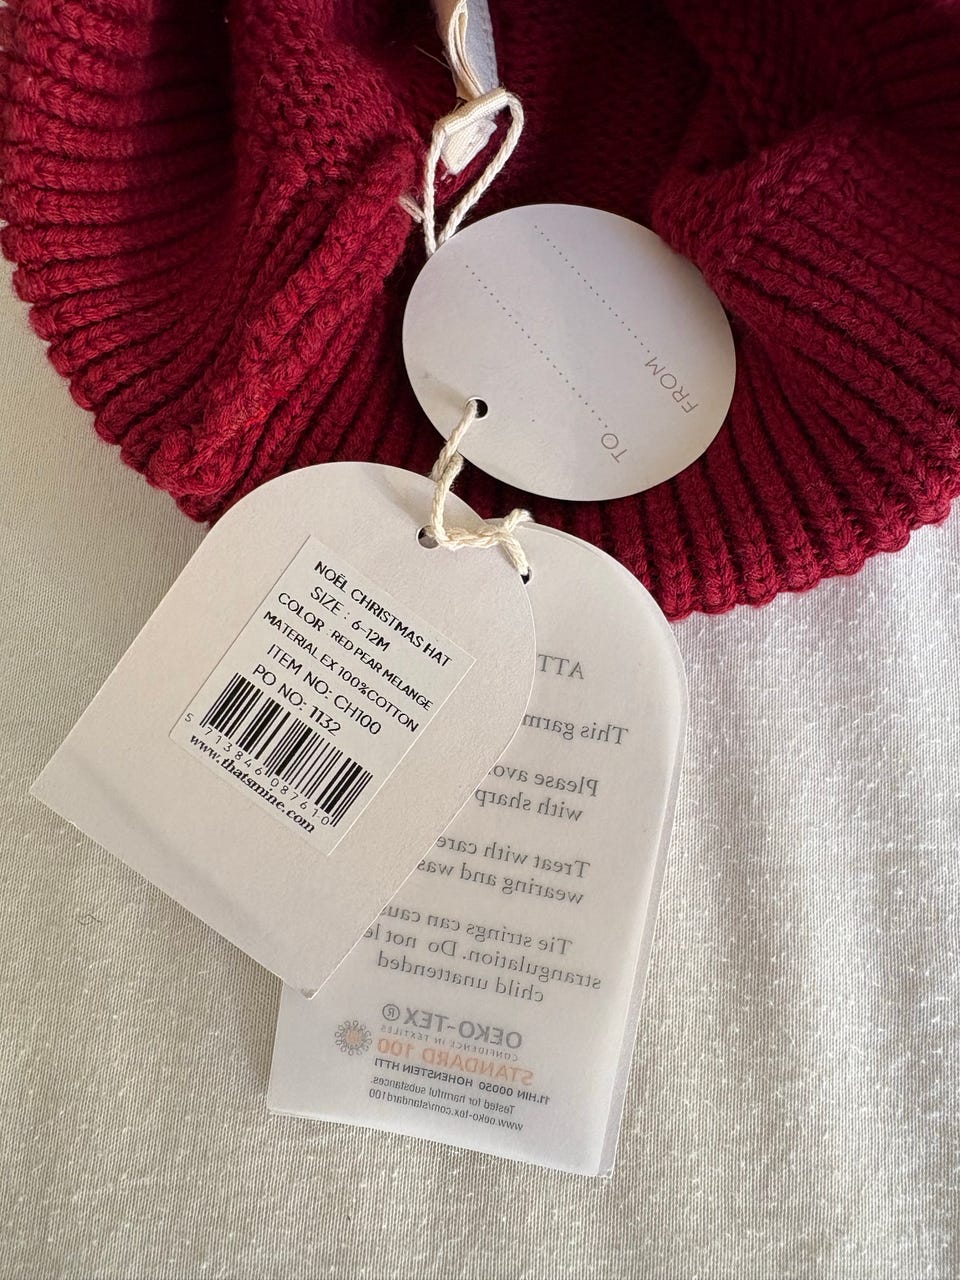 TO
FROM
NOËL CHRISTMAS HAT
SIZE : 6-12M
COLOR : RED PEAR MELANGE
MATERIAL EX 100%COTTON
ITEM NO: CH100
PO NO: 1132
5 713846 087610
www.thatsmine.com
This garm
Please avoi
with sharp
Treat with care
wearing and was
Tie strings can caus
strangulation. Do not le
child unattended
OEKO-TEX®
CONFIDENCE IN TEXTILES
STANDARD 100
11.HIN 00050 HOHENSTEIN HTTI
Tested for harmful substances.
www.oeko-tex.com/standard100